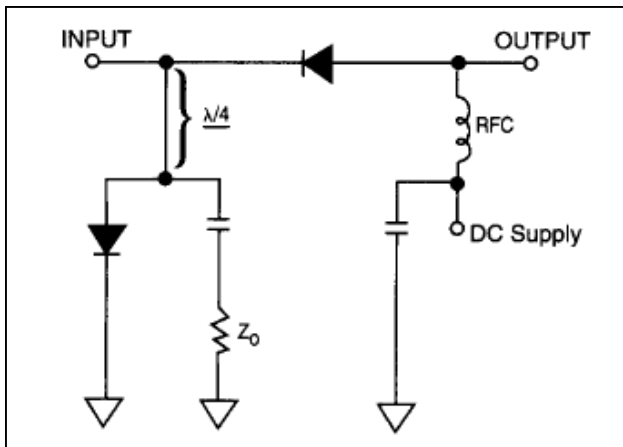 INPUT
OUTPUT
λ/4
RFC
DC Supply
Z0